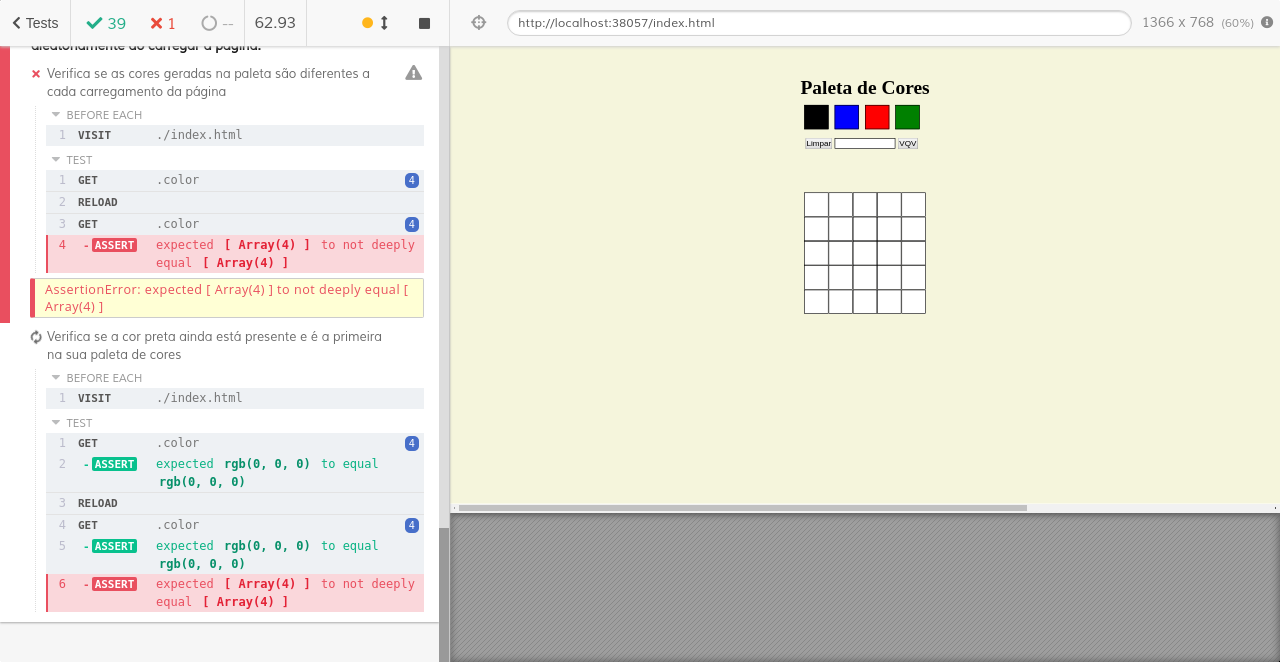 Tests 39 1 -- 62.93
http://localhost:38057/index.html 1366 x 768 (60%)
aleatoriamente ao carregar a página.
Verifica se as cores geradas na paleta são diferentes a
cada carregamento da página
BEFORE EACH
1 VISIT ./index.html
TEST
1 GET .color 4
2 RELOAD
3 GET .color 4
4 -ASSERT expected [ Array(4) ] to not deeply
equal [ Array(4) ]
AssertionError: expected [ Array(4) ] to not deeply equal [
Array(4) ]
Verifica se a cor preta ainda está presente e é a primeira
na sua paleta de cores
BEFORE EACH
1 VISIT ./index.html
TEST
1 GET .color 4
2 -ASSERT expected rgb(0, 0, 0) to equal
rgb(0, 0, 0)
3 RELOAD
4 GET .color 4
5 -ASSERT expected rgb(0, 0, 0) to equal
rgb(0, 0, 0)
6 -ASSERT expected [ Array(4) ] to not deeply
equal [ Array(4) ]
Paleta de Cores
Limpar VQV